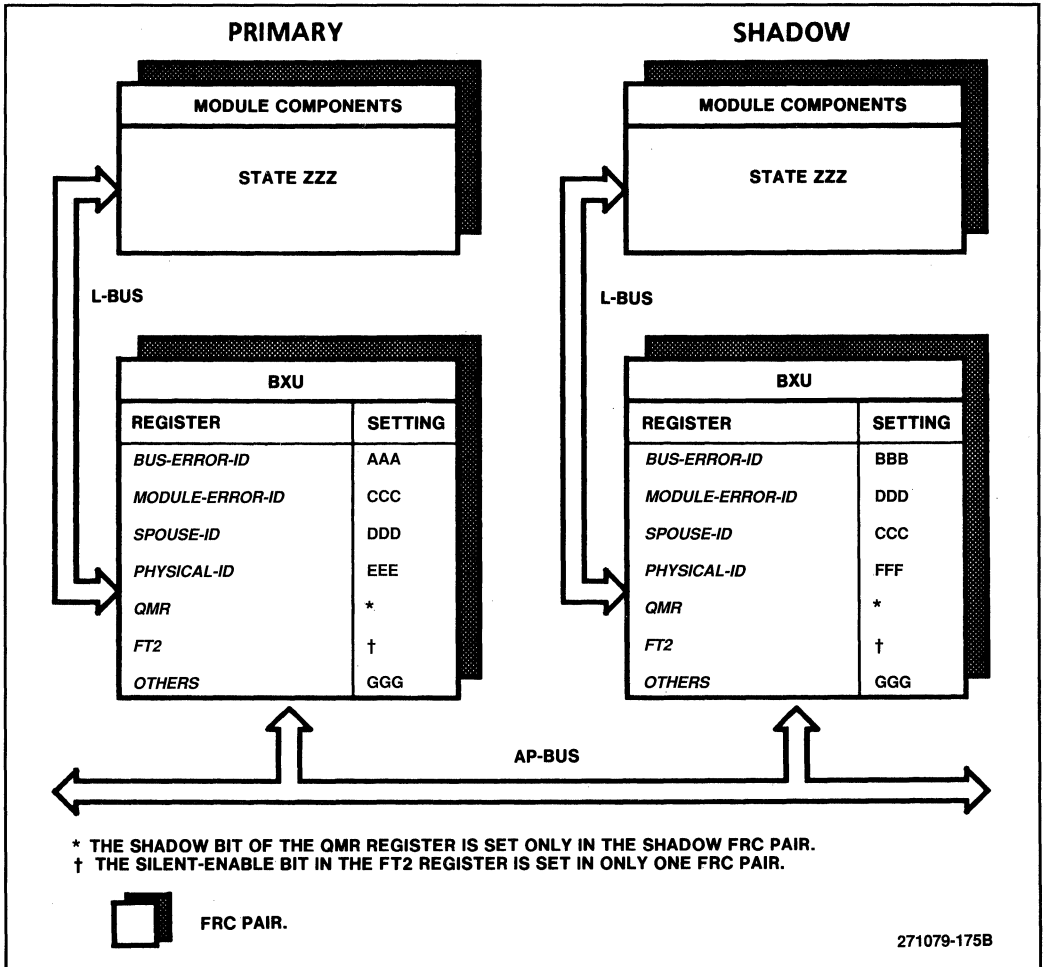 PRIMARY SHADOW
MODULE COMPONENTS MODULE COMPONENTS
STATE ZZZ STATE ZZZ
L-BUS L-BUS
BXU BXU
REGISTER SETTING REGISTER SETTING
BUS-ERROR-ID AAA BUS-ERROR-ID BBB
MODULE-ERROR-ID CCC MODULE-ERROR-ID DDD
SPOUSE-ID DDD SPOUSE-ID CCC
PHYSICAL-ID EEE PHYSICAL-ID FFF
QMR * QMR *
FT2 † FT2 †
OTHERS GGG OTHERS GGG
AP-BUS
* THE SHADOW BIT OF THE QMR REGISTER IS SET ONLY IN THE SHADOW FRC PAIR.
† THE SILENT-ENABLE BIT IN THE FT2 REGISTER IS SET IN ONLY ONE FRC PAIR.
FRC PAIR.
271079-175B